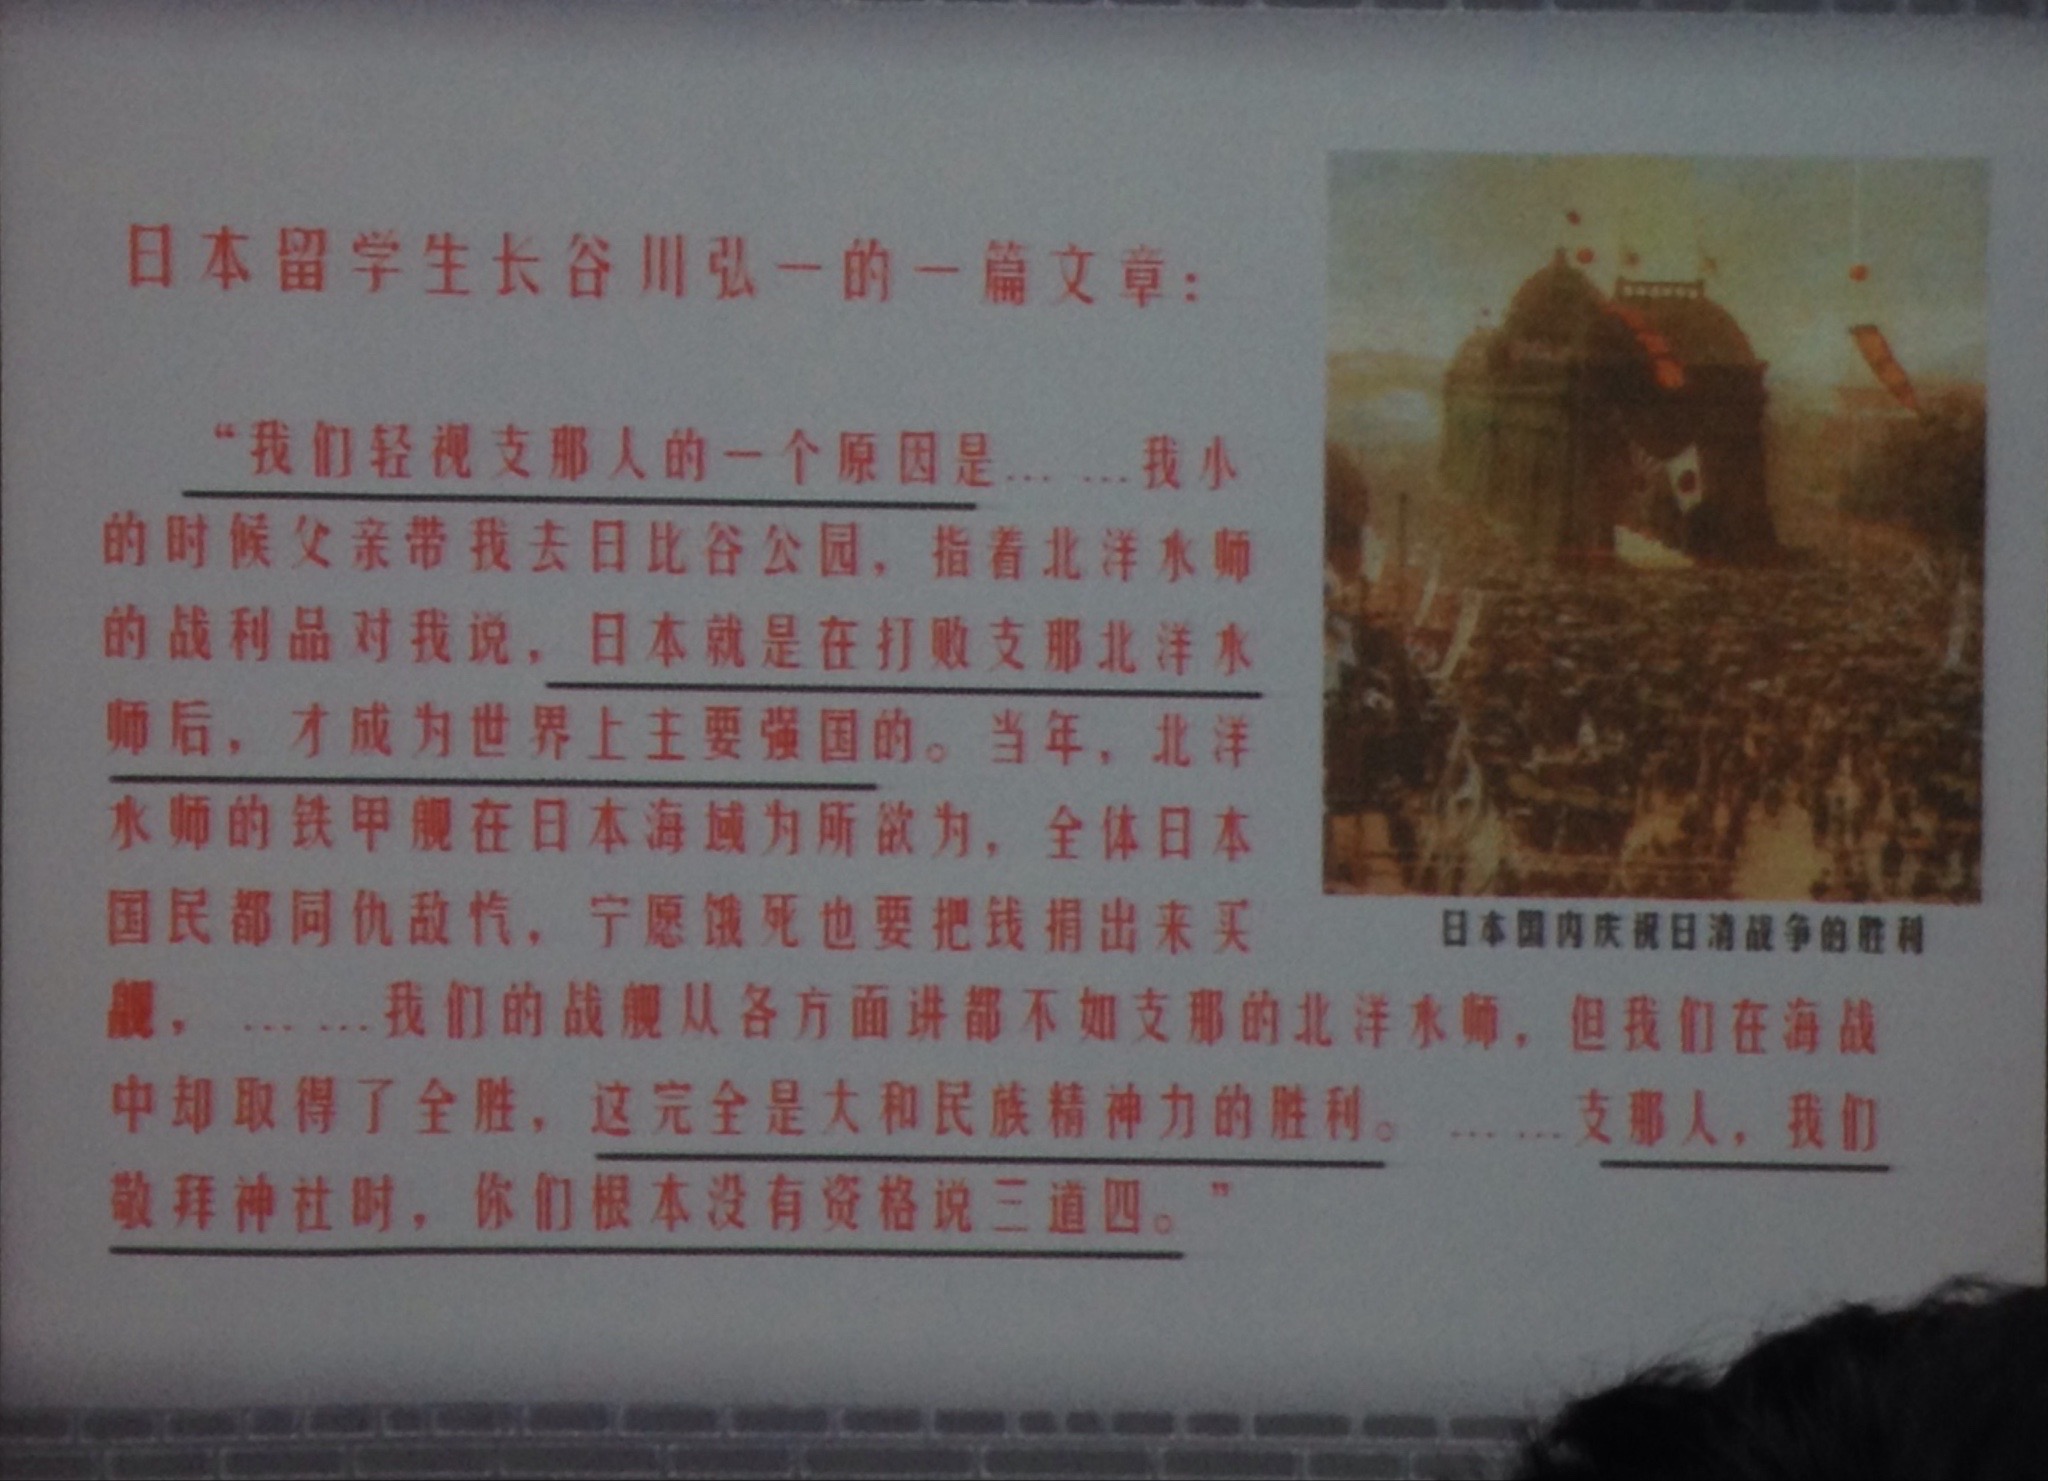 日本留学生长谷川弘一的一篇文章：
“我们轻视支那人的一个原因是……我小
的时候父亲带我去日比谷公园，指着北洋水师
的战利品对我说，日本就是在打败支那北洋水
师后，才成为世界上主要强国的。当年，北洋
水师的铁甲舰在日本海域为所欲为，全体日本
国民都同仇敌忾，宁愿饿死也要把钱捐出来买
舰，……我们的战舰从各方面讲都不如支那的北洋水师，但我们在海战
中却取得了全胜，这完全是大和民族精神力的胜利。……支那人，我们
敬拜神社时，你们根本没有资格说三道四。”
日本国内庆祝日清战争的胜利